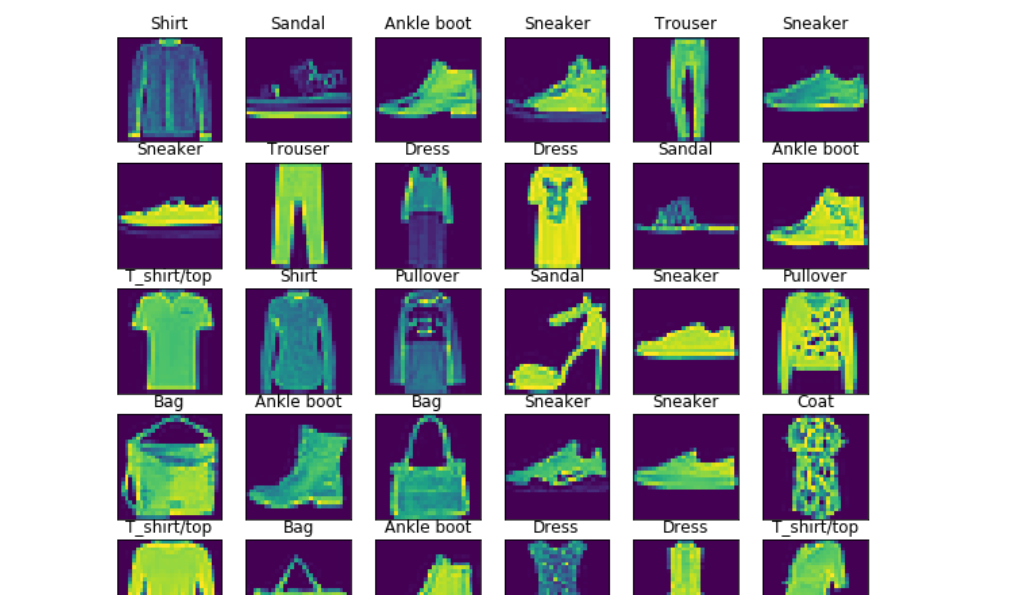 Shirt Sandal Ankle boot Sneaker Trouser Sneaker
Sneaker Trouser Dress Dress Sandal Ankle boot
T_shirt/top Shirt Pullover Sandal Sneaker Pullover
Bag Ankle boot Bag Sneaker Sneaker Coat
T_shirt/top Bag Ankle boot Dress Dress T_shirt/top